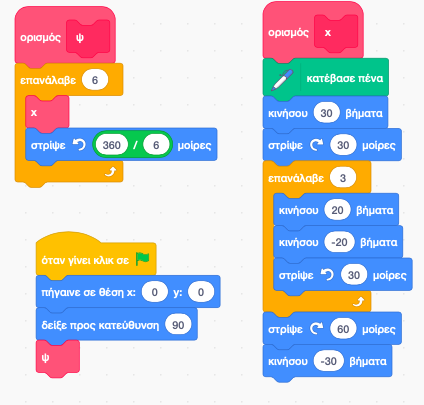 ορισμός ψ
επανάλαβε 6
x
στρίψε 360 / 6 μοίρες
όταν γίνει κλικ σε
πήγαινε σε θέση x: 0 y: 0
δείξε προς κατεύθυνση 90
ψ
ορισμός x
κατέβασε πένα
κινήσου 30 βήματα
στρίψε 30 μοίρες
επανάλαβε 3
κινήσου 20 βήματα
κινήσου -20 βήματα
στρίψε 30 μοίρες
στρίψε 60 μοίρες
κινήσου -30 βήματα